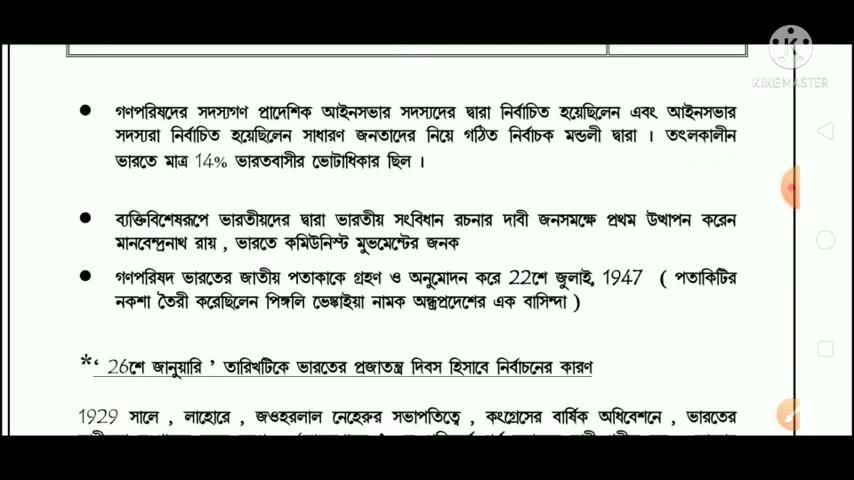 KINEMASTER
গণপরিষদের সদস্যগণ প্রাদেশিক আইনসভার সদস্যদের দ্বারা নির্বাচিত হয়েছিলেন এবং আইনসভার
সদস্যরা নির্বাচিত হয়েছিলেন সাধারণ জনতাদের নিয়ে গঠিত নির্বাচক মন্ডলী দ্বারা । তৎলকালীন
ভারতে মাত্র 14% ভারতবাসীর ভোটাধিকার ছিল ।
ব্যক্তিবিশেষরূপে ভারতীয়দের দ্বারা ভারতীয় সংবিধান রচনার দাবী জনসমক্ষে প্রথম উত্থাপন করেন
মানবেন্দ্রনাথ রায় , ভারতে কমিউনিস্ট মুভমেন্টের জনক
গণপরিষদ ভারতের জাতীয় পতাকাকে গ্রহণ ও অনুমোদন করে 22শে জুলাই, 1947 ( পতাকিটির
নকশা তৈরী করেছিলেন পিঙ্গলি ভেঙ্কাইয়া নামক অন্ধ্রপ্রদেশের এক বাসিন্দা )
*‘ 26শে জানুয়ারি ’ তারিখটিকে ভারতের প্রজাতন্ত্র দিবস হিসাবে নির্বাচনের কারণ
1929 সালে , লাহোরে , জওহরলাল নেহেরুর সভাপতিত্বে , কংগ্রেসের বার্ষিক অধিবেশনে , ভারতের